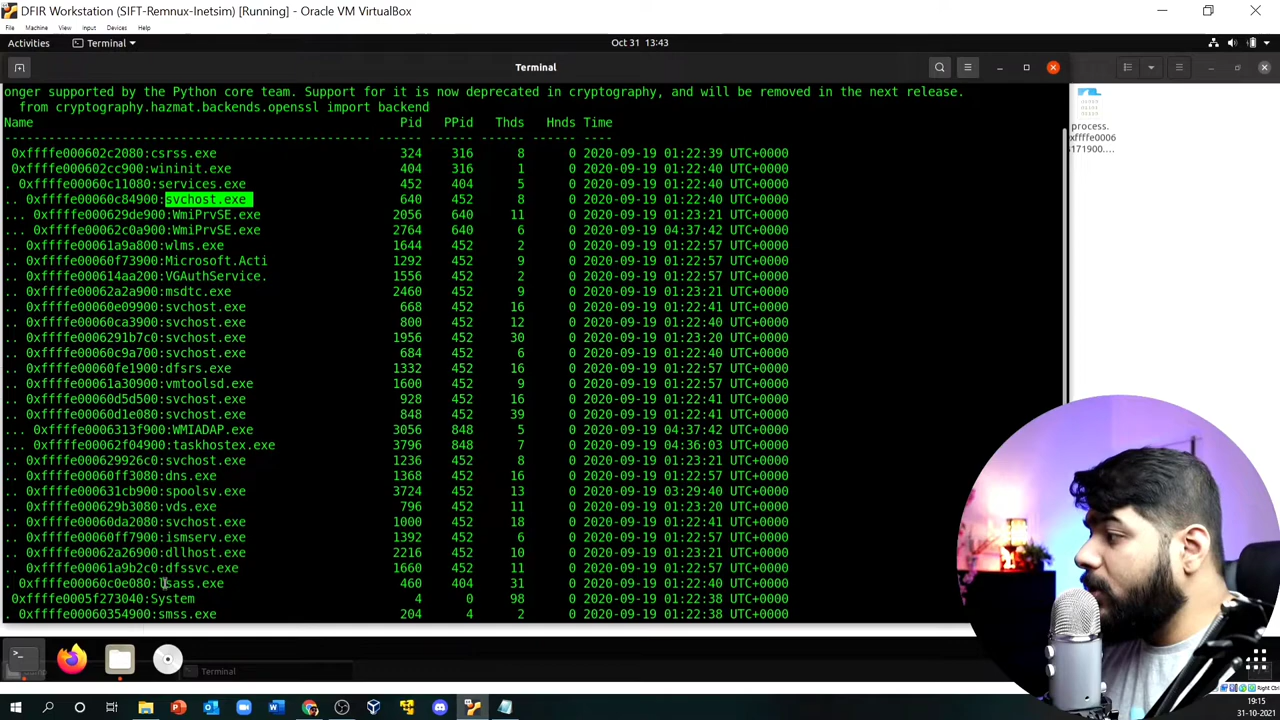 DFIR Workstation (SIFT-Remnux-Inetsim) [Running] - Oracle VM VirtualBox
File Machine View Input Devices Help
Activities Terminal Oct 31 13:43
Terminal
onger supported by the Python core team. Support for it is now deprecated in cryptography, and will be removed in the next release.
from cryptography.hazmat.backends.openssl import backend
Name Pid PPid Thds Hnds Time
-------------------------------------------------- ------ ------ ------ ------ ----
0xffffe000602c2080:csrss.exe 324 316 8 0 2020-09-19 01:22:39 UTC+0000
0xffffe000602cc900:wininit.exe 404 316 1 0 2020-09-19 01:22:40 UTC+0000
. 0xffffe00060c11080:services.exe 452 404 5 0 2020-09-19 01:22:40 UTC+0000
.. 0xffffe00060c84900:svchost.exe 640 452 8 0 2020-09-19 01:22:40 UTC+0000
... 0xffffe000629de900:WmiPrvSE.exe 2056 640 11 0 2020-09-19 01:23:21 UTC+0000
... 0xffffe00062c0a900:WmiPrvSE.exe 2764 640 6 0 2020-09-19 04:37:42 UTC+0000
.. 0xffffe00061a9a800:wlms.exe 1644 452 2 0 2020-09-19 01:22:57 UTC+0000
.. 0xffffe00060f73900:Microsoft.Acti 1292 452 9 0 2020-09-19 01:22:57 UTC+0000
.. 0xffffe000614aa200:VGAuthService. 1556 452 2 0 2020-09-19 01:22:57 UTC+0000
.. 0xffffe00062a2a900:msdtc.exe 2460 452 9 0 2020-09-19 01:23:21 UTC+0000
.. 0xffffe00060e09900:svchost.exe 668 452 16 0 2020-09-19 01:22:41 UTC+0000
.. 0xffffe00060ca3900:svchost.exe 800 452 12 0 2020-09-19 01:22:40 UTC+0000
.. 0xffffe0006291b7c0:svchost.exe 1956 452 30 0 2020-09-19 01:23:20 UTC+0000
.. 0xffffe00060c9a700:svchost.exe 684 452 6 0 2020-09-19 01:22:40 UTC+0000
.. 0xffffe00060fe1900:dfsrs.exe 1332 452 16 0 2020-09-19 01:22:57 UTC+0000
.. 0xffffe00061a30900:vmtoolsd.exe 1600 452 9 0 2020-09-19 01:22:57 UTC+0000
.. 0xffffe00060d5d500:svchost.exe 928 452 16 0 2020-09-19 01:22:41 UTC+0000
.. 0xffffe00060d1e080:svchost.exe 848 452 39 0 2020-09-19 01:22:41 UTC+0000
... 0xffffe0006313f900:WMIADAP.exe 3056 848 5 0 2020-09-19 04:37:42 UTC+0000
... 0xffffe00062f04900:taskhostex.exe 3796 848 7 0 2020-09-19 04:36:03 UTC+0000
.. 0xffffe000629926c0:svchost.exe 1236 452 8 0 2020-09-19 01:23:21 UTC+0000
.. 0xffffe00060ff3080:dns.exe 1368 452 16 0 2020-09-19 01:22:57 UTC+0000
.. 0xffffe000631cb900:spoolsv.exe 3724 452 13 0 2020-09-19 03:29:40 UTC+0000
.. 0xffffe000629b3080:vds.exe 796 452 11 0 2020-09-19 01:23:20 UTC+0000
.. 0xffffe00060da2080:svchost.exe 1000 452 18 0 2020-09-19 01:22:41 UTC+0000
.. 0xffffe00060ff7900:ismserv.exe 1392 452 6 0 2020-09-19 01:22:57 UTC+0000
.. 0xffffe00062a26900:dllhost.exe 2216 452 10 0 2020-09-19 01:23:21 UTC+0000
.. 0xffffe00061a9b2c0:dfssvc.exe 1660 452 11 0 2020-09-19 01:22:57 UTC+0000
. 0xffffe00060c0e080:lsass.exe 460 404 31 0 2020-09-19 01:22:40 UTC+0000
0xffffe0005f273040:System 4 0 98 0 2020-09-19 01:22:38 UTC+0000
. 0xffffe00060354900:smss.exe 204 4 2 0 2020-09-19 01:22:38 UTC+0000
process.
xffffe0006
171900....
Terminal
Right Ctrl
19:15
31-10-2021